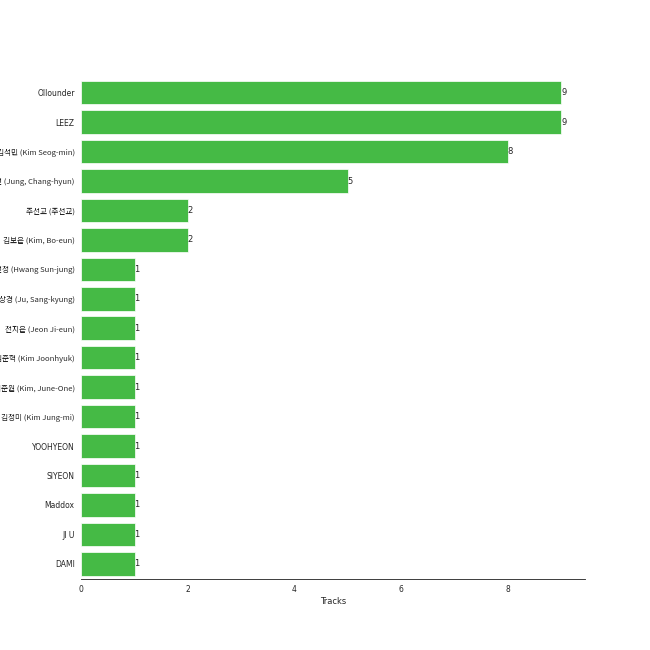 Ollounder
9
LEEZ
9
김석민 (Kim Seog-min)
8
(Jung, Chang-hyun)
5
주선교 (주선교)
2
김보은 (Kim, Bo-eun)
2
정 (Hwang Sun-jung)
1
상경 (Ju, Sang-kyung)
1
전지은 (Jeon Ji-eun)
1
준혁 (Kim Joonhyuk)
1
준원 (Kim, June-One)
1
김정미 (Kim Jung-mi)
1
YOOHYEON
1
SIYEON
1
Maddox
1
JI U
1
DAMI
1
0 2 4 6 8
Tracks